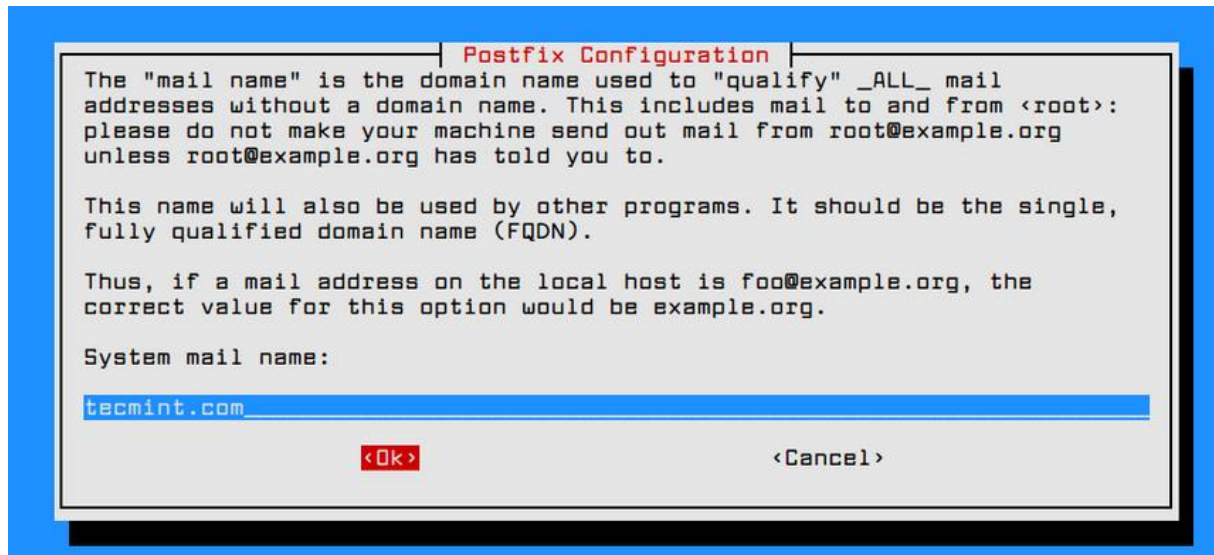 Postfix Configuration
The "mail name" is the domain name used to "qualify" _ALL_ mail
addresses without a domain name. This includes mail to and from <root>:
please do not make your machine send out mail from root@example.org
unless root@example.org has told you to.
This name will also be used by other programs. It should be the single,
fully qualified domain name (FQDN).
Thus, if a mail address on the local host is foo@example.org, the
correct value for this option would be example.org.
System mail name:
tecmint.com
<Ok> <Cancel>